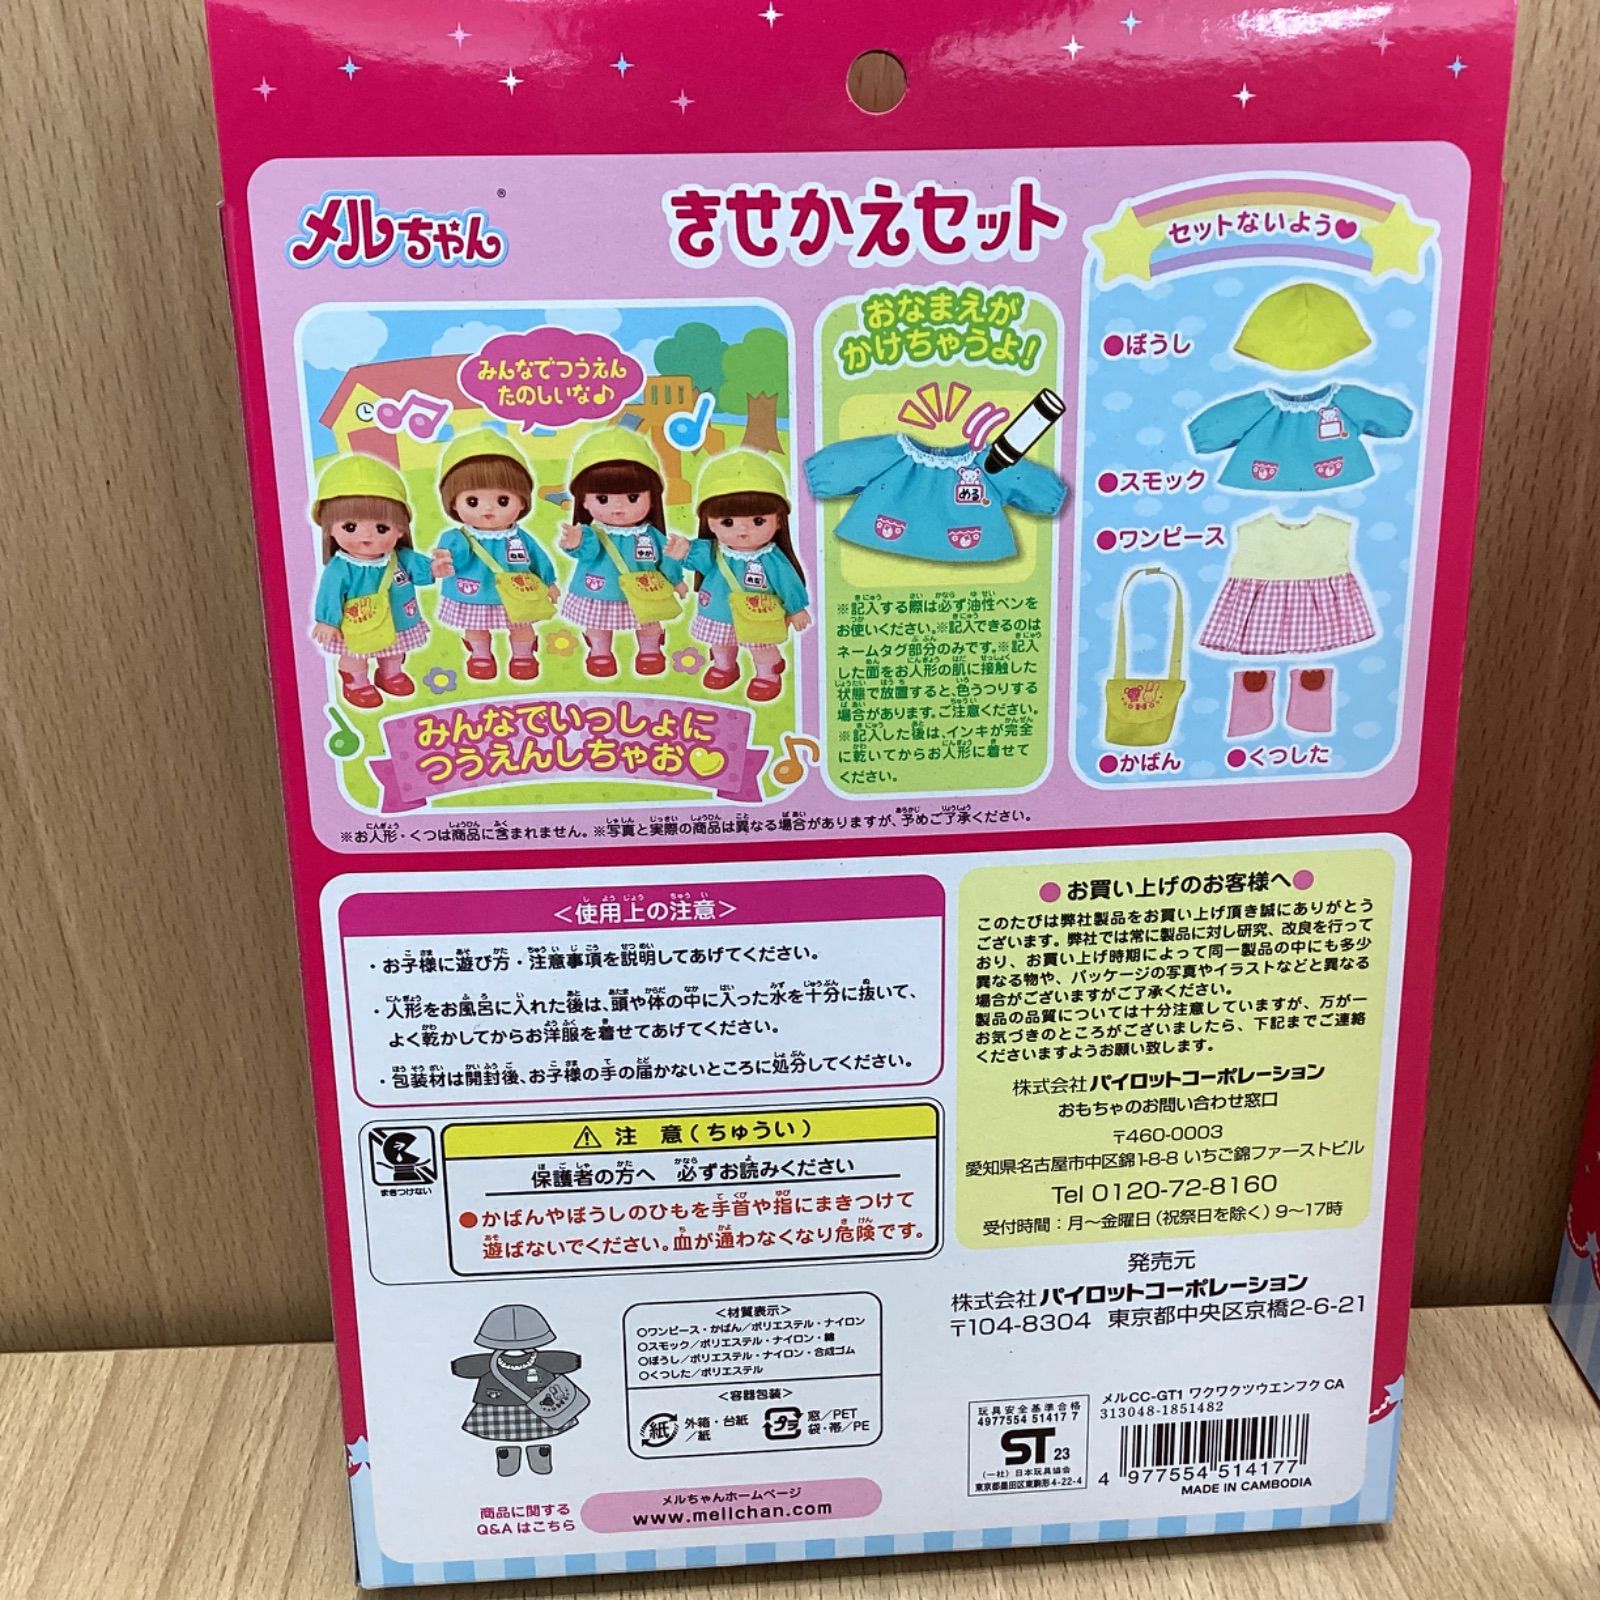 メルちゃん®
きせかえセット
みんなでつうえん
たのしいな♪
みんなでいっしょに
つうえんしちゃお♡
おなまえが
かけちゃうよ!
める
※記入する際は必ず油性ペンを
お使いください。※記入できるのは
ネームタグ部分のみです。※記入
した面をお人形の肌に接触した
状態で放置すると、色うつりする
場合があります。ご注意ください。
※記入した後は、インキが完全
に乾いてからお人形に着せて
ください。
セットないよう♥
●ぼうし
●スモック
●ワンピース
●かばん
●くつした
※お人形・くつは商品に含まれません。※写真と実際の商品は異なる場合がありますが、予めご了承ください。
<使用上の注意>
・お子様に遊び方・注意事項を説明してあげてください。
・人形をお風呂に入れた後は、頭や体の中に入った水を十分に抜いて、
よく乾かしてからお洋服を着せてあげてください。
・包装材は開封後、お子様の手の届かないところに処分してください。
まきつけない
⚠ 注 意(ちゅうい)
保護者の方へ 必ずお読みください
●かばんやぼうしのひもを手首や指にまきつけて
遊ばないでください。血が通わなくなり危険です。
●お買い上げのお客様へ●
このたびは弊社製品をお買い上げ頂き誠にありがとう
ございます。弊社では常に製品に対し研究、改良を行って
おり、お買い上げ時期によって同一製品の中にも多少
異なる物や、パッケージの写真やイラストなどと異なる
場合がございますがご了承ください。
製品の品質については十分注意していますが、万が一
お気づきのところがございましたら、下記までご連絡
くださいますようお願い致します。
株式会社パイロットコーポレーション
おもちゃのお問い合わせ窓口
〒460-0003
愛知県名古屋市中区錦1-8-8 いちご錦ファーストビル
Tel 0120-72-8160
受付時間:月～金曜日(祝祭日を除く)9～17時
発売元
株式会社パイロットコーポレーション
〒104-8304 東京都中央区京橋2-6-21
<材質表示>
○ワンピース・かばん/ポリエステル・ナイロン
○スモック/ポリエステル・ナイロン・綿
○ぼうし/ポリエステル・ナイロン・合成ゴム
○くつした/ポリエステル
<容器包装>
紙 外箱・台紙
/紙
プラ 窓/PET
袋・帯/PE
商品に関する
Q&Aはこちら
メルちゃんホームページ
www.mellchan.com
玩具安全基準合格
4977554 51417 7
ST 23
(一社)日本玩具協会
東京都墨田区東駒形4-22-4
メルCC-GT1 ワクワクツウエンフク CA
313048-1851482
4 977554 514177
MADE IN CAMBODIA